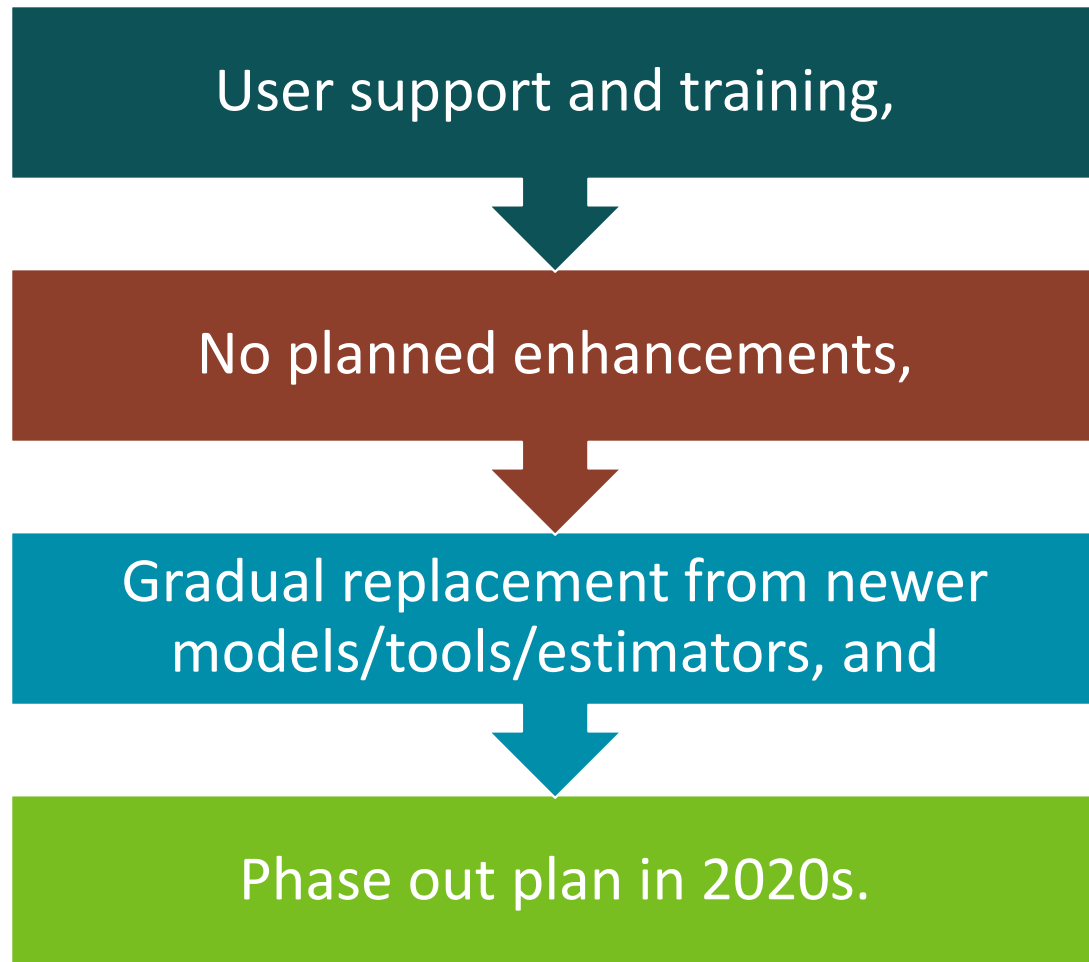 User support and training,
No planned enhancements,
Gradual replacement from newer
models/tools/estimators, and
Phase out plan in 2020s.